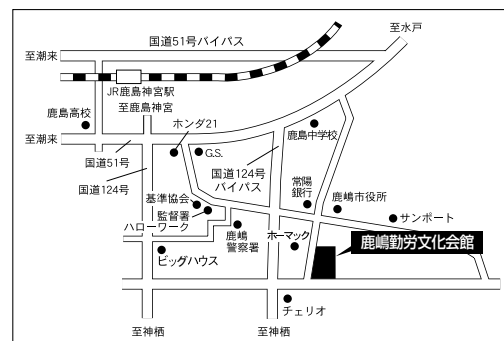 至水戸
国道51号バイパス
至潮来
JR鹿島神宮駅
至鹿島神宮
鹿島高校
ホンダ21
鹿島中学校
至潮来
国道51号
G.S.
国道124号
バイパス
国道124号
常陽
銀行
基準協会
監督署
鹿嶋市役所
サンポート
ハローワーク
鹿嶋
警察署
ホーマック
鹿嶋勤労文化会館
ビッグハウス
チェリオ
至神栖
至神栖